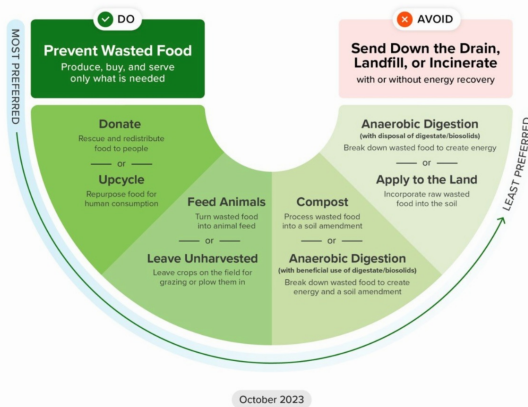 DO
AVOID
MOST PREFERRED
Prevent Wasted Food
Produce, buy, and serve
only what is needed
Send Down the Drain,
Landfill, or Incinerate
with or without energy recovery
Donate
Rescue and redistribute
food to people
or
Upcycle
Repurpose food for
human consumption
Feed Animals
Turn wasted food
into animal feed
or
Leave Unharvested
Leave crops on the field for
grazing or plow them in
Compost
Process wasted food
into a soil amendment
or
Anaerobic Digestion
(with beneficial use of digestate/biosolids)
Break down wasted food to create
energy and a soil amendment
Anaerobic Digestion
(with disposal of digestate/biosolids)
Break down wasted food to create energy
or
Apply to the Land
Incorporate raw wasted
food into the soil
LEAST PREFERRED
October 2023